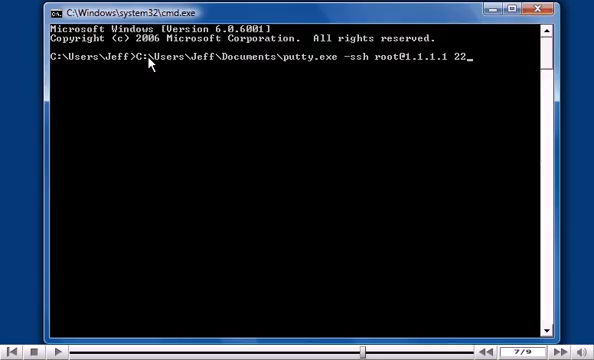 C:\Windows\system32\cmd.exe
Microsoft Windows [Version 6.0.6001]
Copyright (c) 2006 Microsoft Corporation.  All rights reserved.
C:\Users\Jeff>C:\Users\Jeff\Documents\putty.exe -ssh root@1.1.1.1 22_
7/9